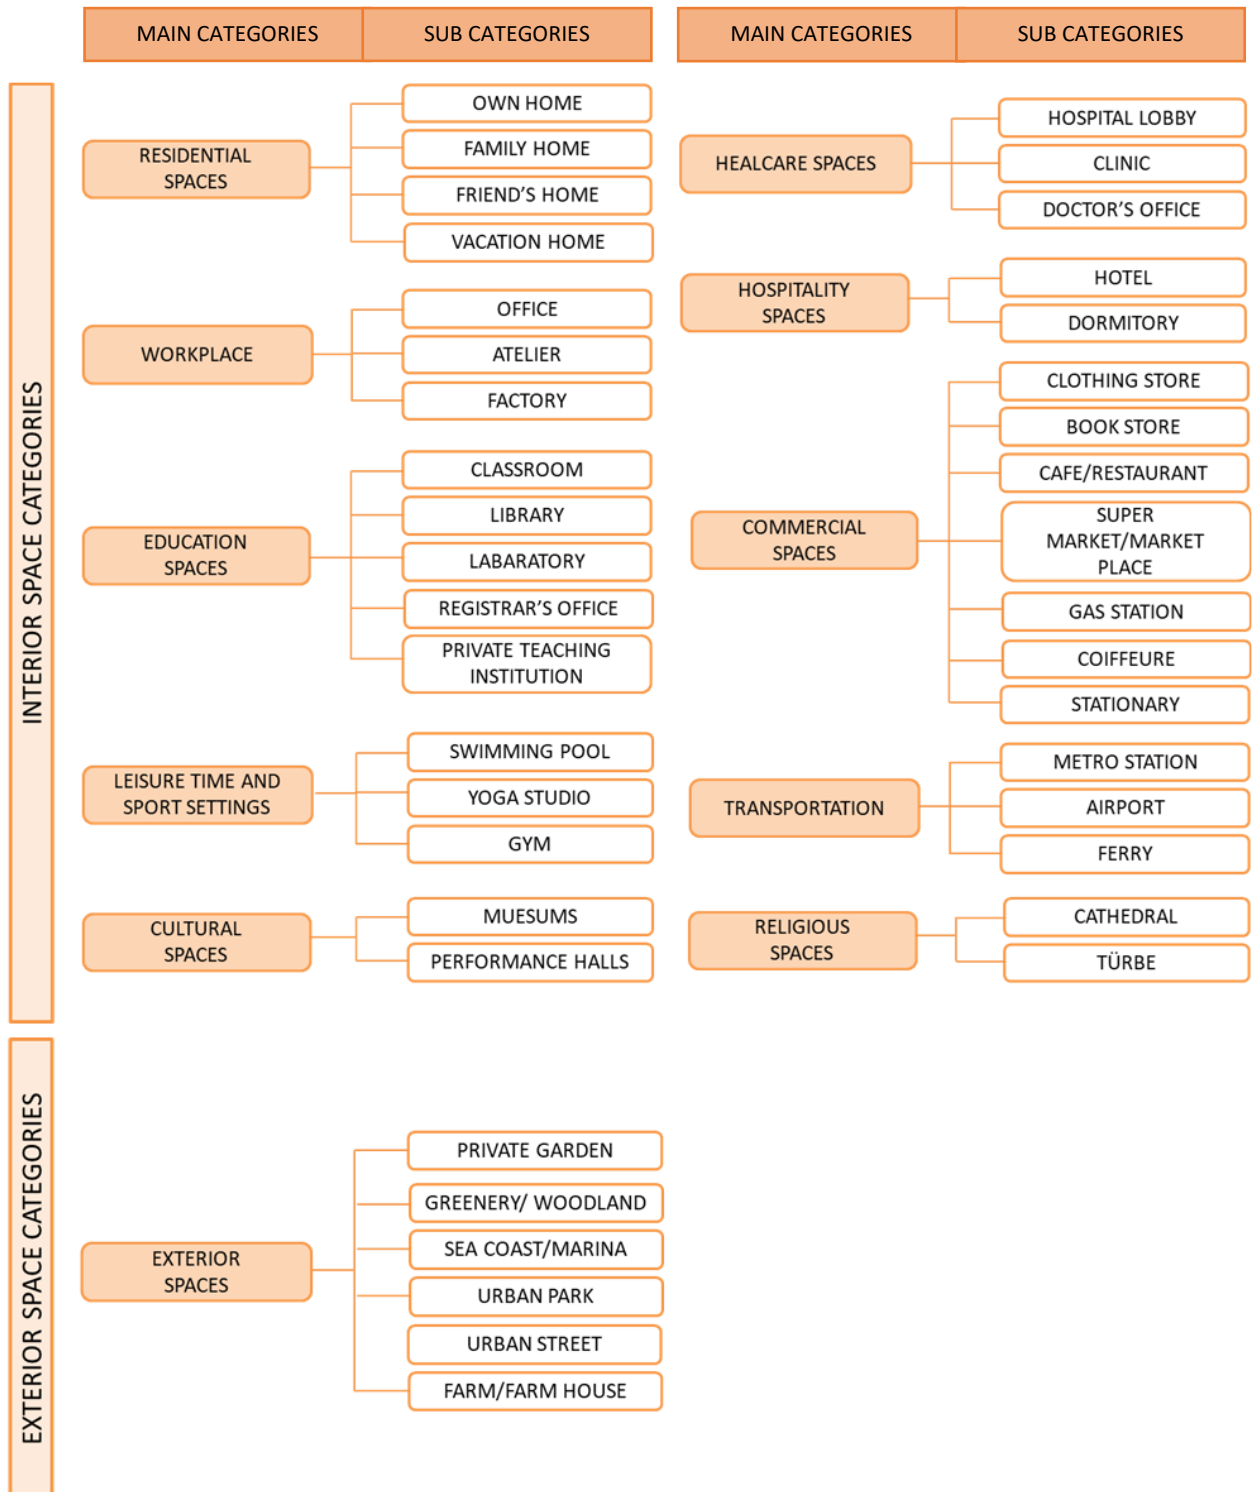 MAIN CATEGORIES
SUB CATEGORIES
MAIN CATEGORIES
SUB CATEGORIES
INTERIOR SPACE CATEGORIES
RESIDENTIAL
SPACES
OWN HOME
FAMILY HOME
FRIEND'S HOME
VACATION HOME
WORKPLACE
OFFICE
ATELIER
FACTORY
EDUCATION
SPACES
CLASSROOM
LIBRARY
LABARATORY
REGISTRAR'S OFFICE
PRIVATE TEACHING
INSTITUTION
LEISURE TIME AND
SPORT SETTINGS
SWIMMING POOL
YOGA STUDIO
GYM
CULTURAL
SPACES
MUESUMS
PERFORMANCE HALLS
HEALCARE SPACES
HOSPITAL LOBBY
CLINIC
DOCTOR'S OFFICE
HOSPITALITY
SPACES
HOTEL
DORMITORY
COMMERCIAL
SPACES
CLOTHING STORE
BOOK STORE
CAFE/RESTAURANT
SUPER
MARKET/MARKET
PLACE
GAS STATION
COIFFEURE
STATIONARY
TRANSPORTATION
METRO STATION
AIRPORT
FERRY
RELIGIOUS
SPACES
CATHEDRAL
TÜRBE
EXTERIOR SPACE CATEGORIES
EXTERIOR
SPACES
PRIVATE GARDEN
GREENERY/ WOODLAND
SEA COAST/MARINA
URBAN PARK
URBAN STREET
FARM/FARM HOUSE